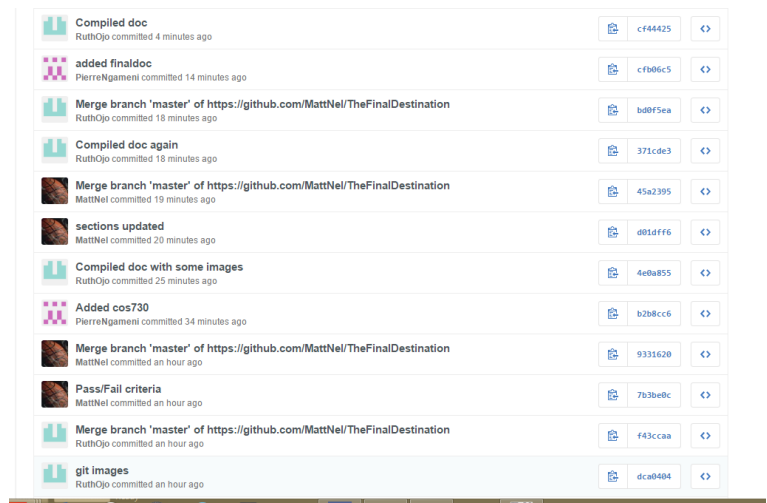 Compiled doc
RuthOjo committed 4 minutes ago
cf44425
added finaldoc
PierreNgameni committed 14 minutes ago
cfb06c5
Merge branch 'master' of https://github.com/MattNel/TheFinalDestination
RuthOjo committed 18 minutes ago
bd0f5ea
Compiled doc again
RuthOjo committed 18 minutes ago
371cde3
Merge branch 'master' of https://github.com/MattNel/TheFinalDestination
MattNel committed 19 minutes ago
45a2395
sections updated
MattNel committed 20 minutes ago
d01dff6
Compiled doc with some images
RuthOjo committed 25 minutes ago
4e0a855
Added cos730
PierreNgameni committed 34 minutes ago
b2b8cc6
Merge branch 'master' of https://github.com/MattNel/TheFinalDestination
MattNel committed an hour ago
9331620
Pass/Fail criteria
MattNel committed an hour ago
7b3be0c
Merge branch 'master' of https://github.com/MattNel/TheFinalDestination
RuthOjo committed an hour ago
f43ccaa
git images
RuthOjo committed an hour ago
dca0404